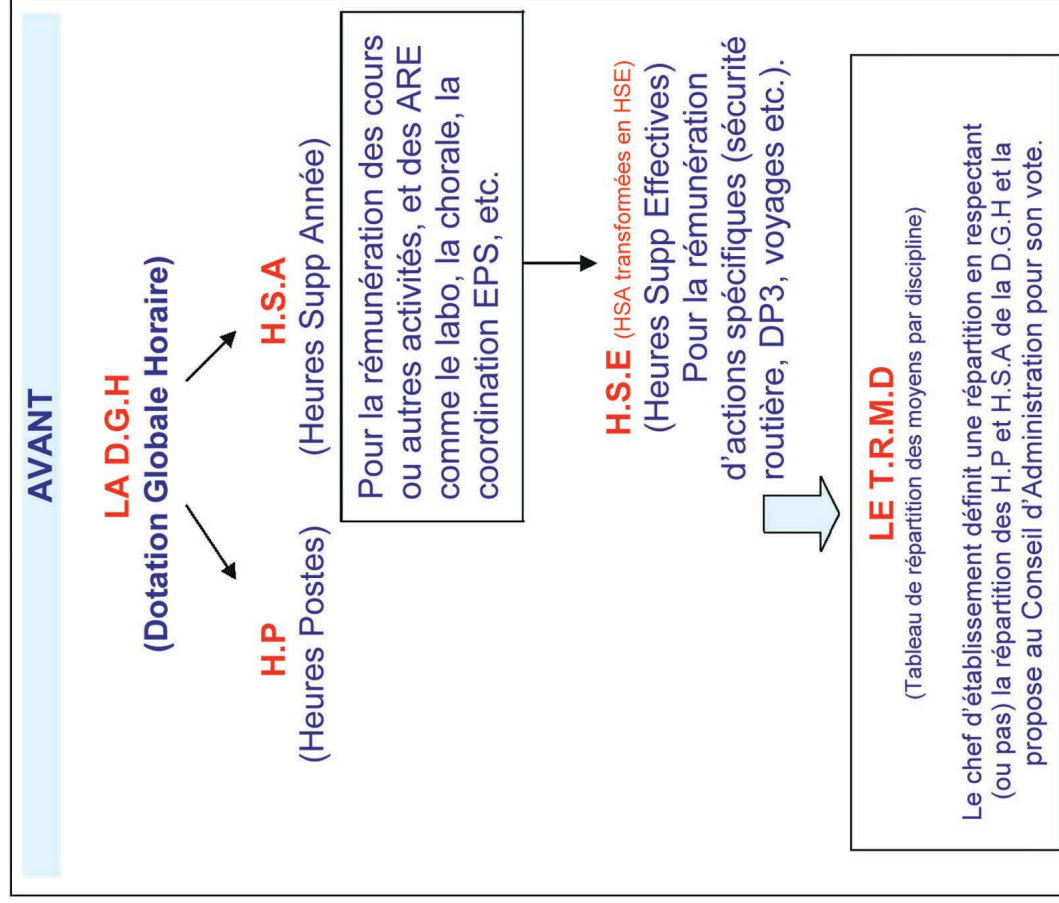 AVANT
LA D.G.H
(Dotation Globale Horaire)
H.P
(Heures Postes)
H.S.A
(Heures Supp Année)
Pour la rémunération des cours
ou autres activités, et des ARE
comme le labo, la chorale, la
coordination EPS, etc.
H.S.E (HSA transformées en HSE)
(Heures Supp Effectives)
Pour la rémunération
d'actions spécifiques (sécurité
routière, DP3, voyages etc.).
LE T.R.M.D
(Tableau de répartition des moyens par discipline)
Le chef d'établissement définit une répartition en respectant
(ou pas) la répartition des H.P et H.S.A de la D.G.H et la
propose au Conseil d'Administration pour son vote.